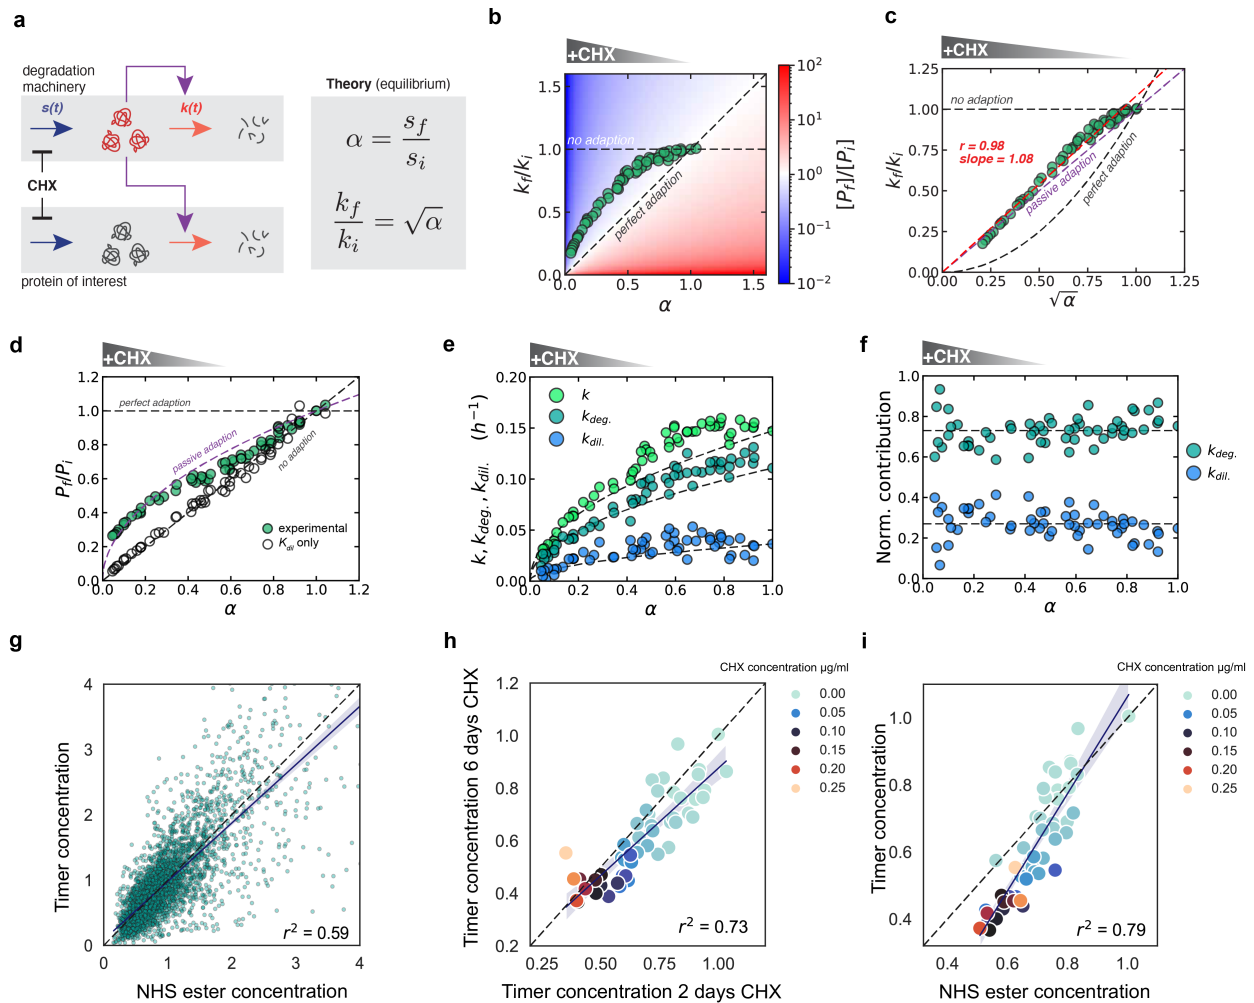 a
degradation
machinery
s(t)
k(t)
CHX
protein of interest
Theory (equilibrium)
α = s_f / s_i
k_f / k_i = √α
b
+CHX
k_f/k_i
1.5
1.0
0.5
0.0
no adaption
perfect adaption
0.0 0.5 1.0 1.5
α
10²
10¹
10⁰
10⁻¹
10⁻²
[P_f]/[P_i]
c
+CHX
k_f/k_i
1.25
1.00
0.75
0.50
0.25
0.00
no adaption
r = 0.98
slope = 1.08
passive adaption
perfect adaption
0.00 0.25 0.50 0.75 1.00 1.25
√α
d
+CHX
P_f/P_i
1.2
1.0
0.8
0.6
0.4
0.2
0.0
perfect adaption
passive adaption
no adaption
experimental
K_dil only
0.0 0.2 0.4 0.6 0.8 1.0 1.2
α
e
+CHX
k, k_deg., k_dil. (h⁻¹)
0.20
0.15
0.10
0.05
0.00
k
k_deg.
k_dil.
0.0 0.2 0.4 0.6 0.8 1.0
α
f
+CHX
Norm. contribution
1.0
0.8
0.6
0.4
0.2
0.0
k_deg.
k_dil.
0.0 0.2 0.4 0.6 0.8 1.0
α
g
Timer concentration
4
3
2
1
0
r² = 0.59
0 1 2 3 4
NHS ester concentration
h
Timer concentration 6 days CHX
1.2
1.0
0.8
0.6
0.4
0.2
r² = 0.73
0.25 0.50 0.75 1.00
Timer concentration 2 days CHX
CHX concentration µg/ml
0.00
0.05
0.10
0.15
0.20
0.25
i
Timer concentration
1.0
0.8
0.6
0.4
r² = 0.79
0.4 0.6 0.8 1.0
NHS ester concentration
CHX concentration µg/ml
0.00
0.05
0.10
0.15
0.20
0.25